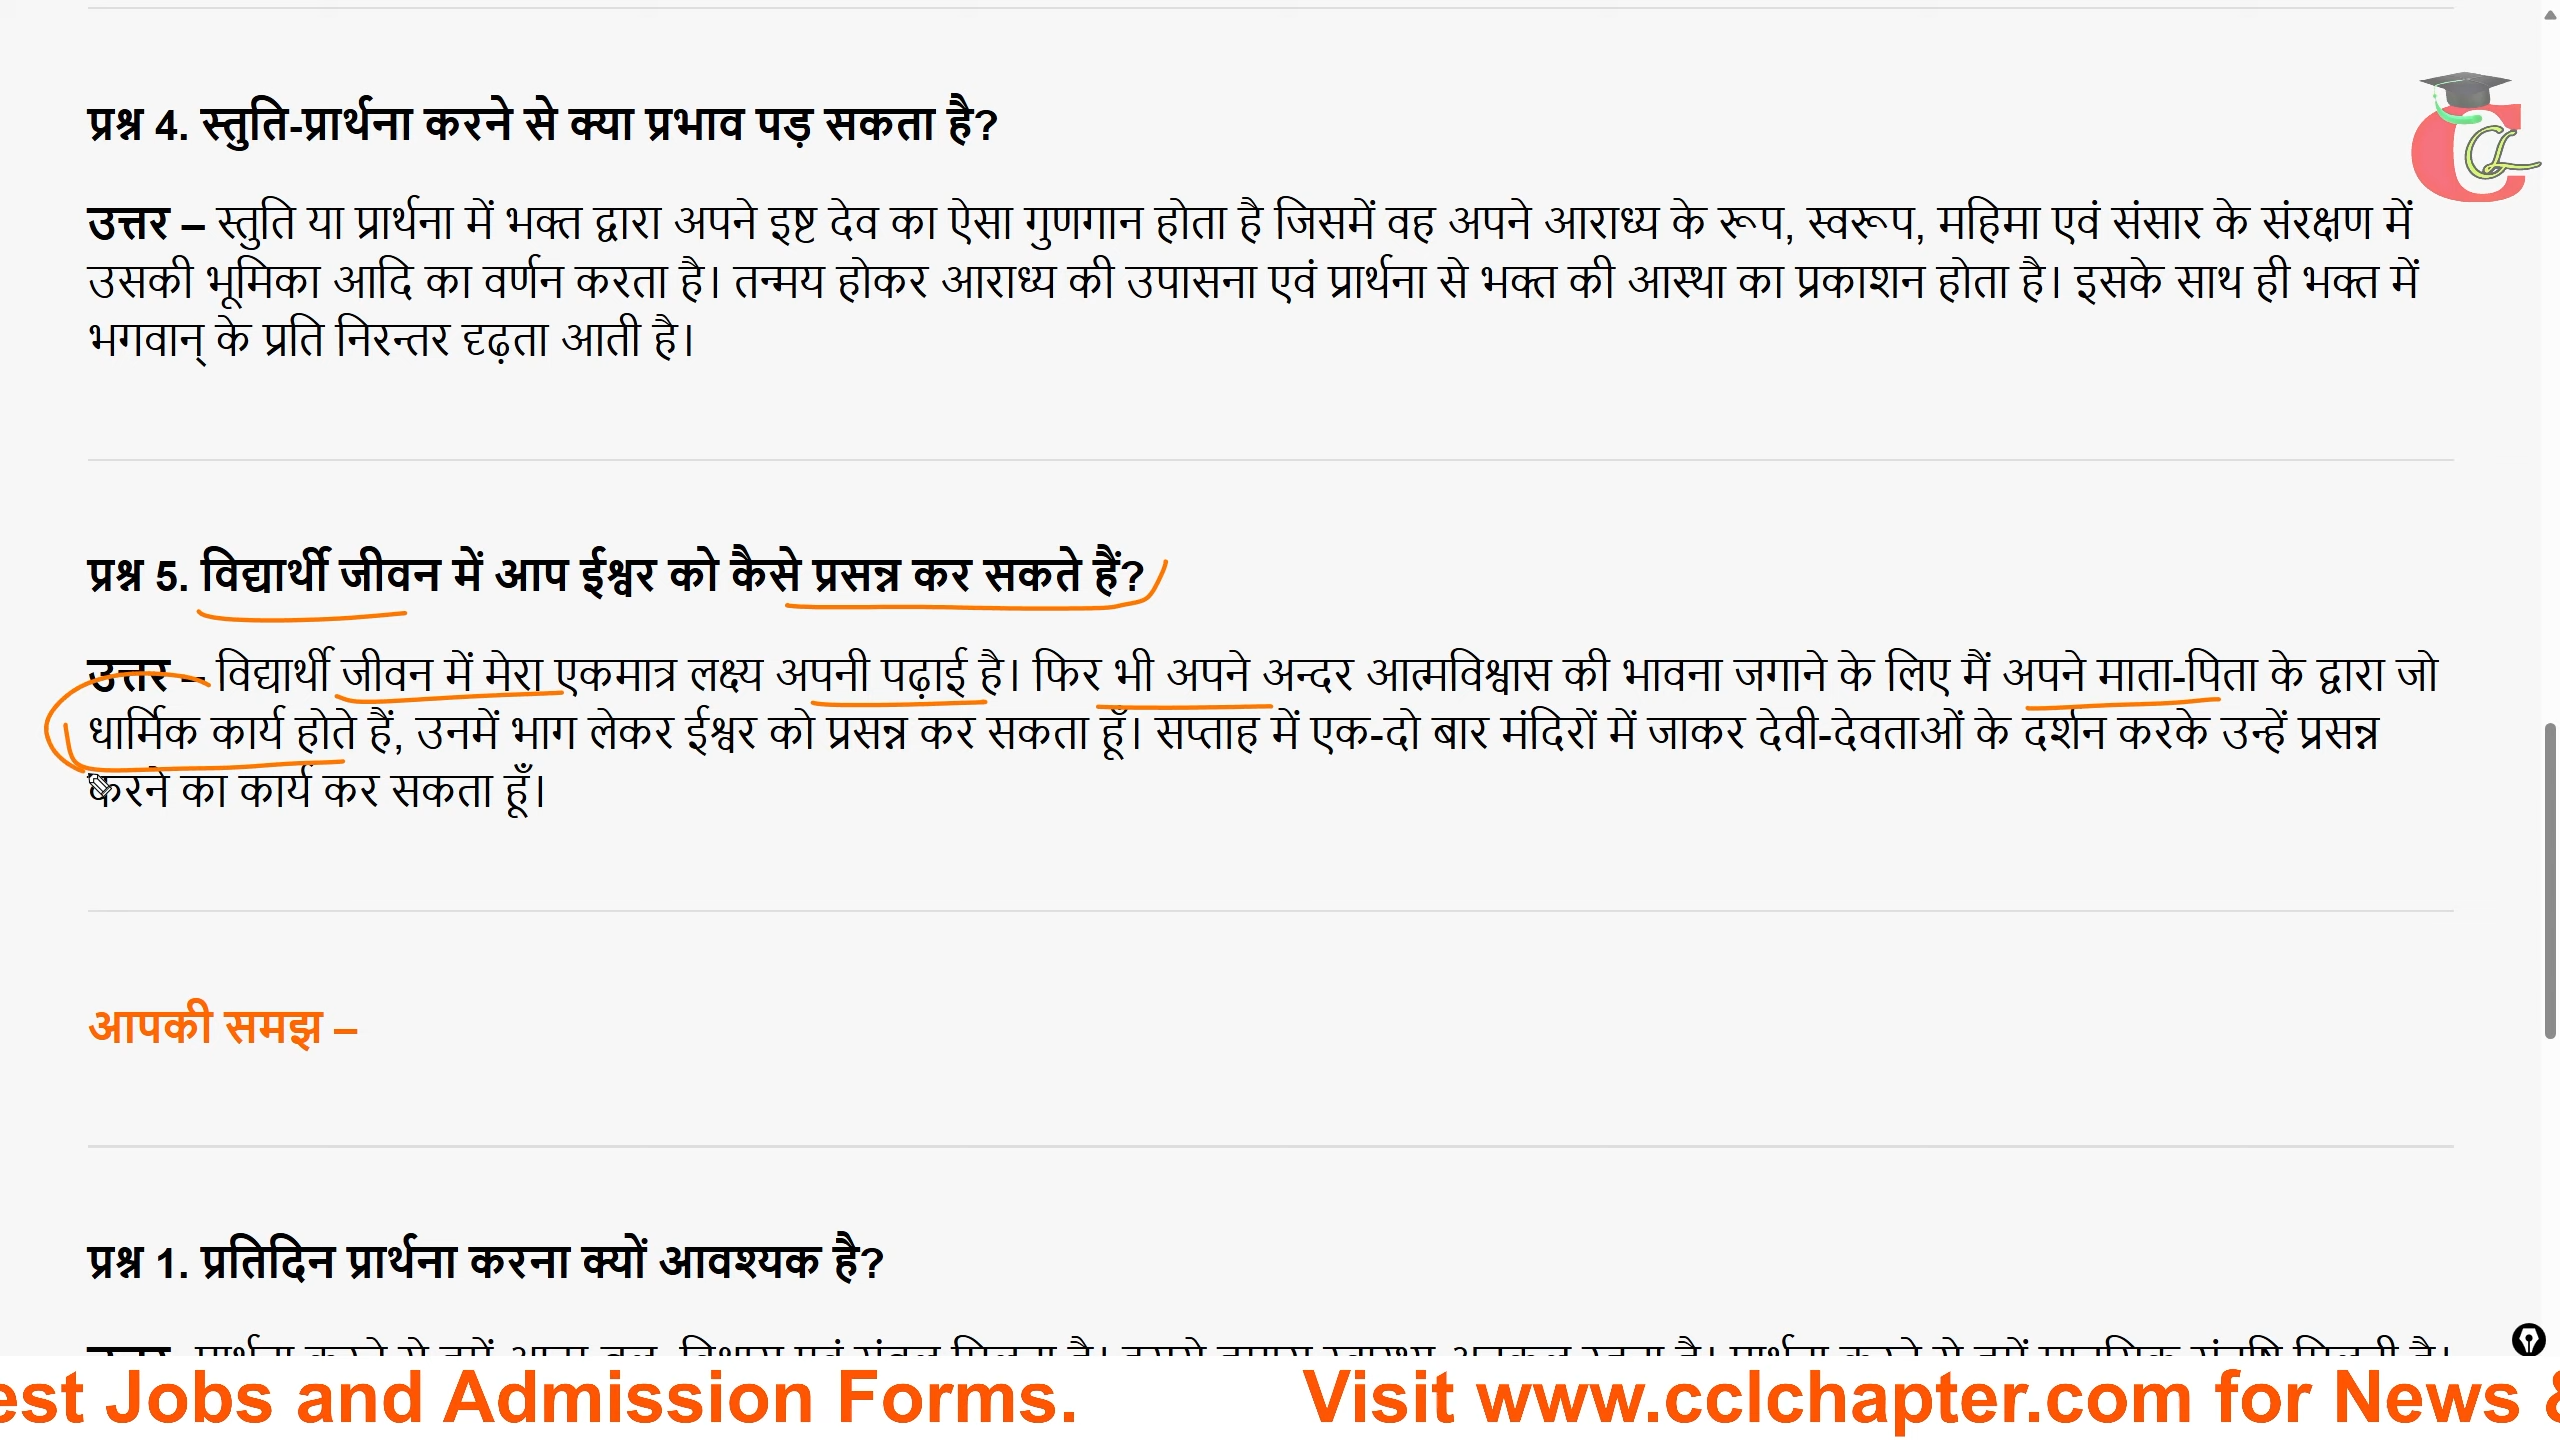 प्रश्न 4. स्तुति-प्रार्थना करने से क्या प्रभाव पड़ सकता है?
उत्तर – स्तुति या प्रार्थना में भक्त द्वारा अपने इष्ट देव का ऐसा गुणगान होता है जिसमें वह अपने आराध्य के रूप, स्वरूप, महिमा एवं संसार के संरक्षण में
उसकी भूमिका आदि का वर्णन करता है। तन्मय होकर आराध्य की उपासना एवं प्रार्थना से भक्त की आस्था का प्रकाशन होता है। इसके साथ ही भक्त में
भगवान् के प्रति निरन्तर दृढ़ता आती है।
प्रश्न 5. विद्यार्थी जीवन में आप ईश्वर को कैसे प्रसन्न कर सकते हैं?
उत्तर – विद्यार्थी जीवन में मेरा एकमात्र लक्ष्य अपनी पढ़ाई है। फिर भी अपने अन्दर आत्मविश्वास की भावना जगाने के लिए मैं अपने माता-पिता के द्वारा जो
धार्मिक कार्य होते हैं, उनमें भाग लेकर ईश्वर को प्रसन्न कर सकता हूँ। सप्ताह में एक-दो बार मंदिरों में जाकर देवी-देवताओं के दर्शन करके उन्हें प्रसन्न
करने का कार्य कर सकता हूँ।
आपकी समझ –
प्रश्न 1. प्रतिदिन प्रार्थना करना क्यों आवश्यक है?
est Jobs and Admission Forms. Visit www.cclchapter.com for News &